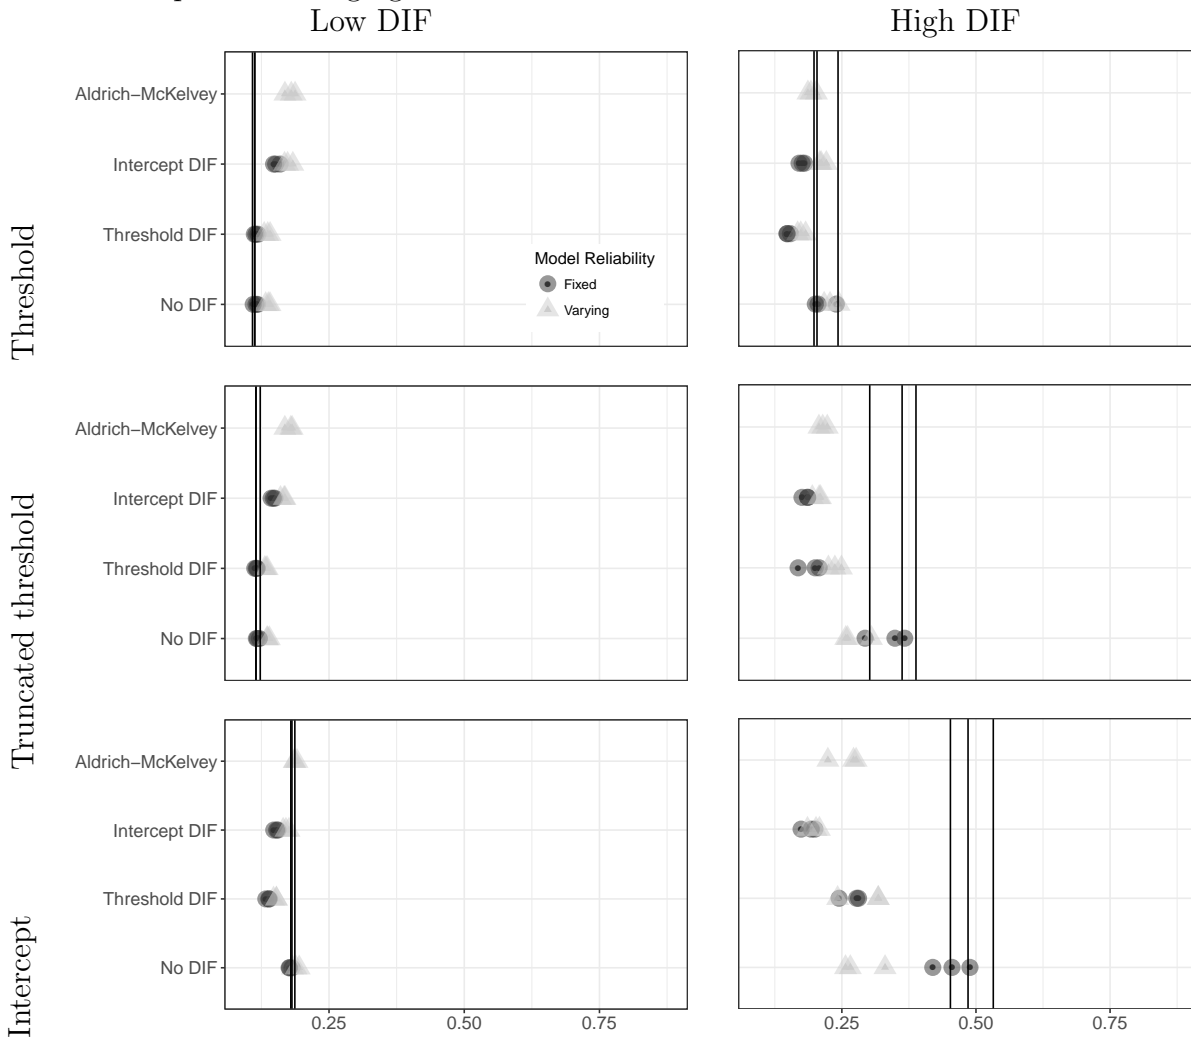 Low DIF
High DIF
Threshold
Aldrich−McKelvey
Intercept DIF
Threshold DIF
No DIF
Model Reliability
Fixed
Varying
Truncated threshold
Aldrich−McKelvey
Intercept DIF
Threshold DIF
No DIF
Intercept
Aldrich−McKelvey
Intercept DIF
Threshold DIF
No DIF
0.25 0.50 0.75
0.25 0.50 0.75